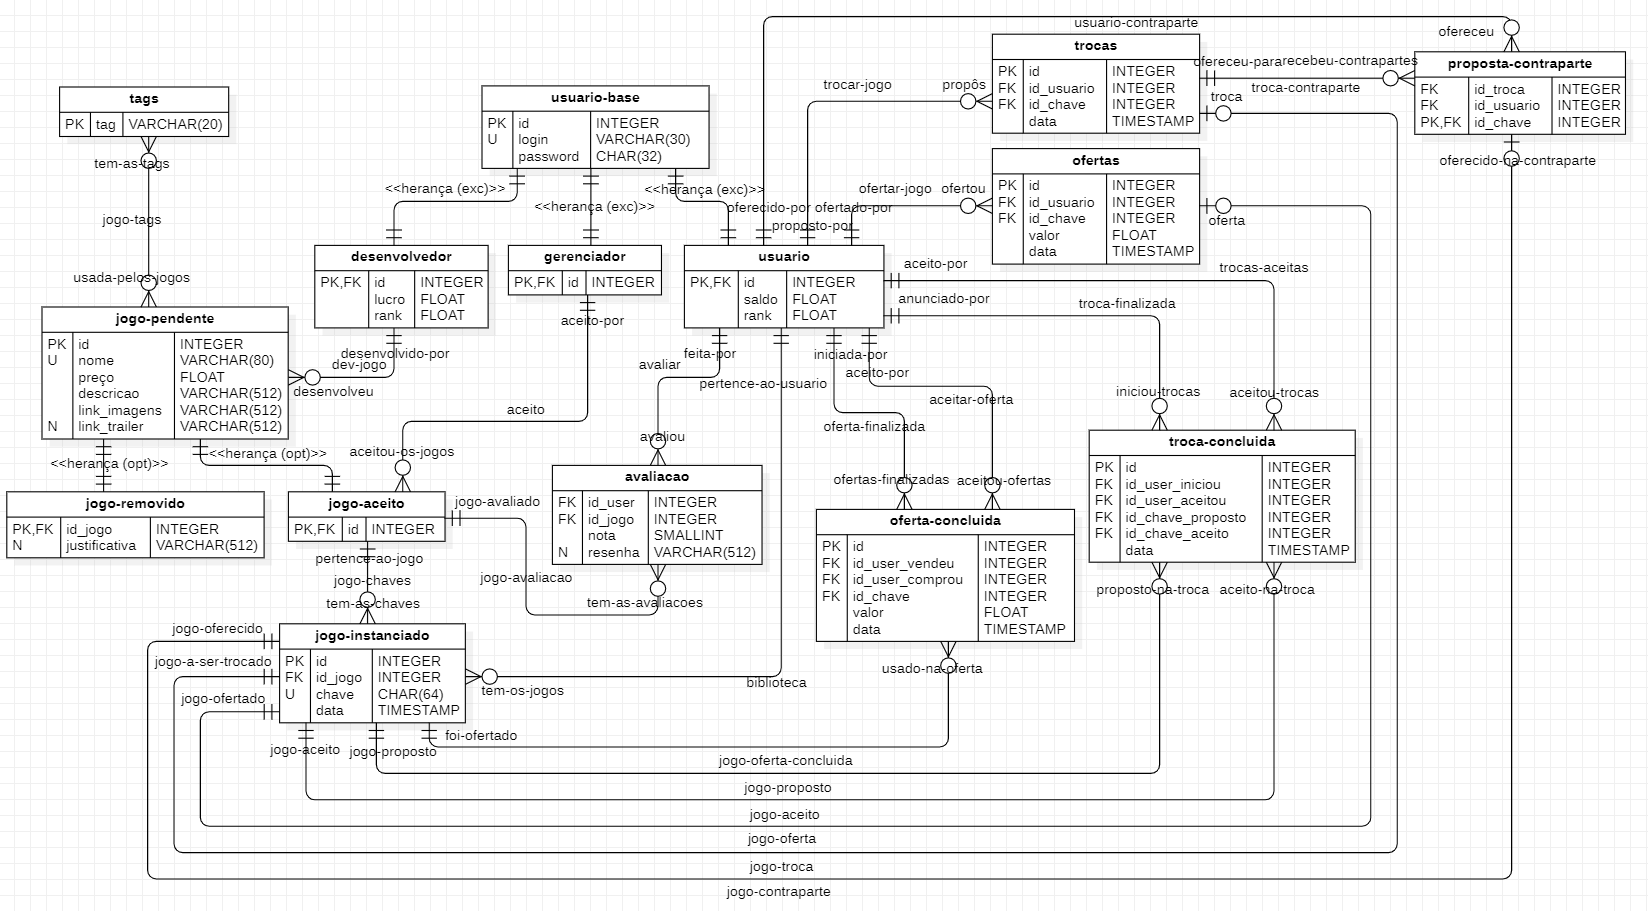 usuario-contraparte
ofereceu
trocas
PK id INTEGER
FK id_usuario INTEGER
FK id_chave INTEGER
data TIMESTAMP
ofereceu-para
recebeu-contrapartes
troca-contraparte
troca
proposta-contraparte
FK id_troca INTEGER
FK id_usuario INTEGER
PK,FK id_chave INTEGER
oferecido-na-contraparte
trocar-jogo
propôs
tags
PK tag VARCHAR(20)
tem-as-tags
jogo-tags
usada-pelos-jogos
usuario-base
PK id INTEGER
U login VARCHAR(30)
password CHAR(32)
<<herança (exc)>>
<<herança (exc)>>
<<herança (exc)>>
ofertas
PK id INTEGER
FK id_usuario INTEGER
FK id_chave INTEGER
valor FLOAT
data TIMESTAMP
ofertar-jogo
ofertou
oferta
oferecido-por
ofertado-por
proposto-por
desenvolvedor
PK,FK id INTEGER
lucro FLOAT
rank FLOAT
gerenciador
PK,FK id INTEGER
aceito-por
usuario
PK,FK id INTEGER
saldo FLOAT
rank FLOAT
aceito-por
trocas-aceitas
anunciado-por
troca-finalizada
jogo-pendente
PK id INTEGER
U nome VARCHAR(80)
preço FLOAT
descricao VARCHAR(512)
link_imagens VARCHAR(512)
N link_trailer VARCHAR(512)
desenvolvido-por
dev-jogo
desenvolveu
feita-por
avaliar
pertence-ao-usuario
iniciada-por
aceito-por
aceitar-oferta
oferta-finalizada
iniciou-trocas
aceitou-trocas
aceito
aceitou-os-jogos
avaliou
<<herança (opt)>>
<<herança (opt)>>
ofertas-finalizadas
aceitou-ofertas
troca-concluida
PK id INTEGER
FK id_user_iniciou INTEGER
FK id_user_aceitou INTEGER
FK id_chave_proposto INTEGER
FK id_chave_aceito INTEGER
data TIMESTAMP
proposto-na-troca
aceito-na-troca
jogo-removido
PK,FK id_jogo INTEGER
N justificativa VARCHAR(512)
jogo-aceito
PK,FK id INTEGER
jogo-avaliado
pertence-ao-jogo
jogo-chaves
tem-as-chaves
avaliacao
FK id_user INTEGER
FK id_jogo INTEGER
nota SMALLINT
N resenha VARCHAR(512)
jogo-avaliacao
tem-as-avaliacoes
oferta-concluida
PK id INTEGER
FK id_user_vendeu INTEGER
FK id_user_comprou INTEGER
FK id_chave INTEGER
valor FLOAT
data TIMESTAMP
usado-na-oferta
jogo-oferecido
jogo-a-ser-trocado
jogo-ofertado
jogo-instanciado
PK id INTEGER
FK id_jogo INTEGER
U chave CHAR(64)
data TIMESTAMP
tem-os-jogos
biblioteca
jogo-aceito
jogo-proposto
foi-ofertado
jogo-oferta-concluida
jogo-proposto
jogo-aceito
jogo-oferta
jogo-troca
jogo-contraparte